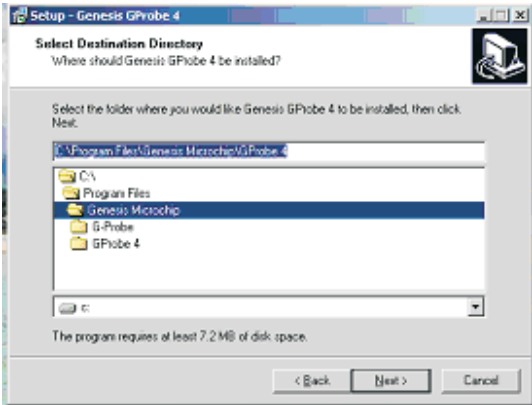 Setup - Genesis GProbe 4
Select Destination Directory
Where should Genesis GProbe 4 be installed?
Select the folder where you would like Genesis GProbe 4 to be installed, then click
Next.
C:\Program Files\Genesis Microchip\GProbe 4
C:\
Program Files
Genesis Microchip
G-Probe
GProbe 4
c:
The program requires at least 7.2 MB of disk space.
< Back
Next >
Cancel